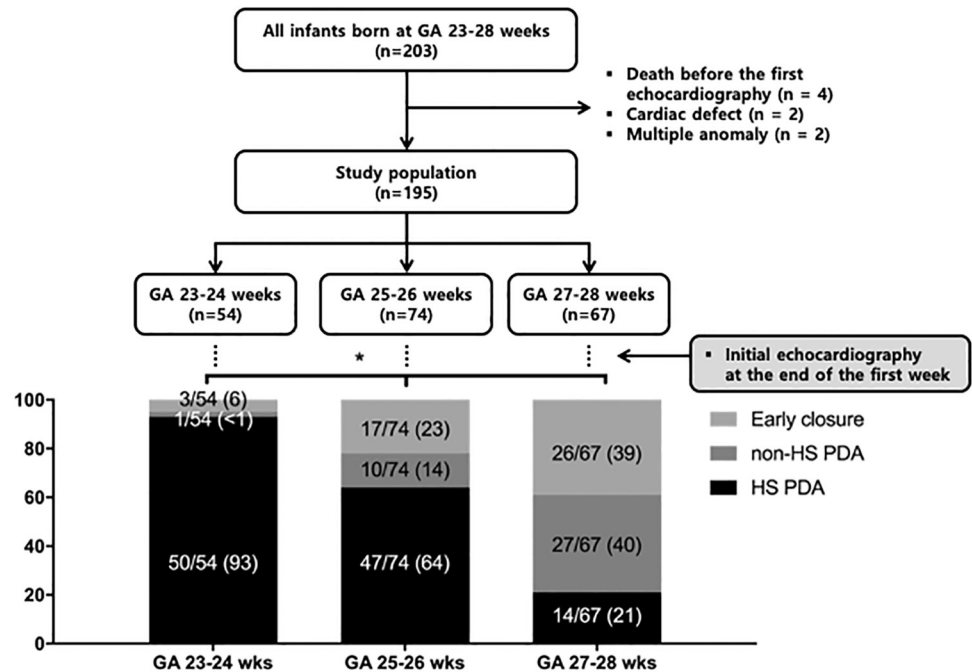 All infants born at GA 23-28 weeks
(n=203)
▪ Death before the first
echocardiography (n = 4)
▪ Cardiac defect (n = 2)
▪ Multiple anomaly (n = 2)
Study population
(n=195)
GA 23-24 weeks
(n=54)
GA 25-26 weeks
(n=74)
GA 27-28 weeks
(n=67)
*
▪ Initial echocardiography
at the end of the first week
100
80
60
40
20
0
3/54 (6)
1/54 (<1)
50/54 (93)
17/74 (23)
10/74 (14)
47/74 (64)
26/67 (39)
27/67 (40)
14/67 (21)
Early closure
non-HS PDA
HS PDA
GA 23-24 wks
GA 25-26 wks
GA 27-28 wks